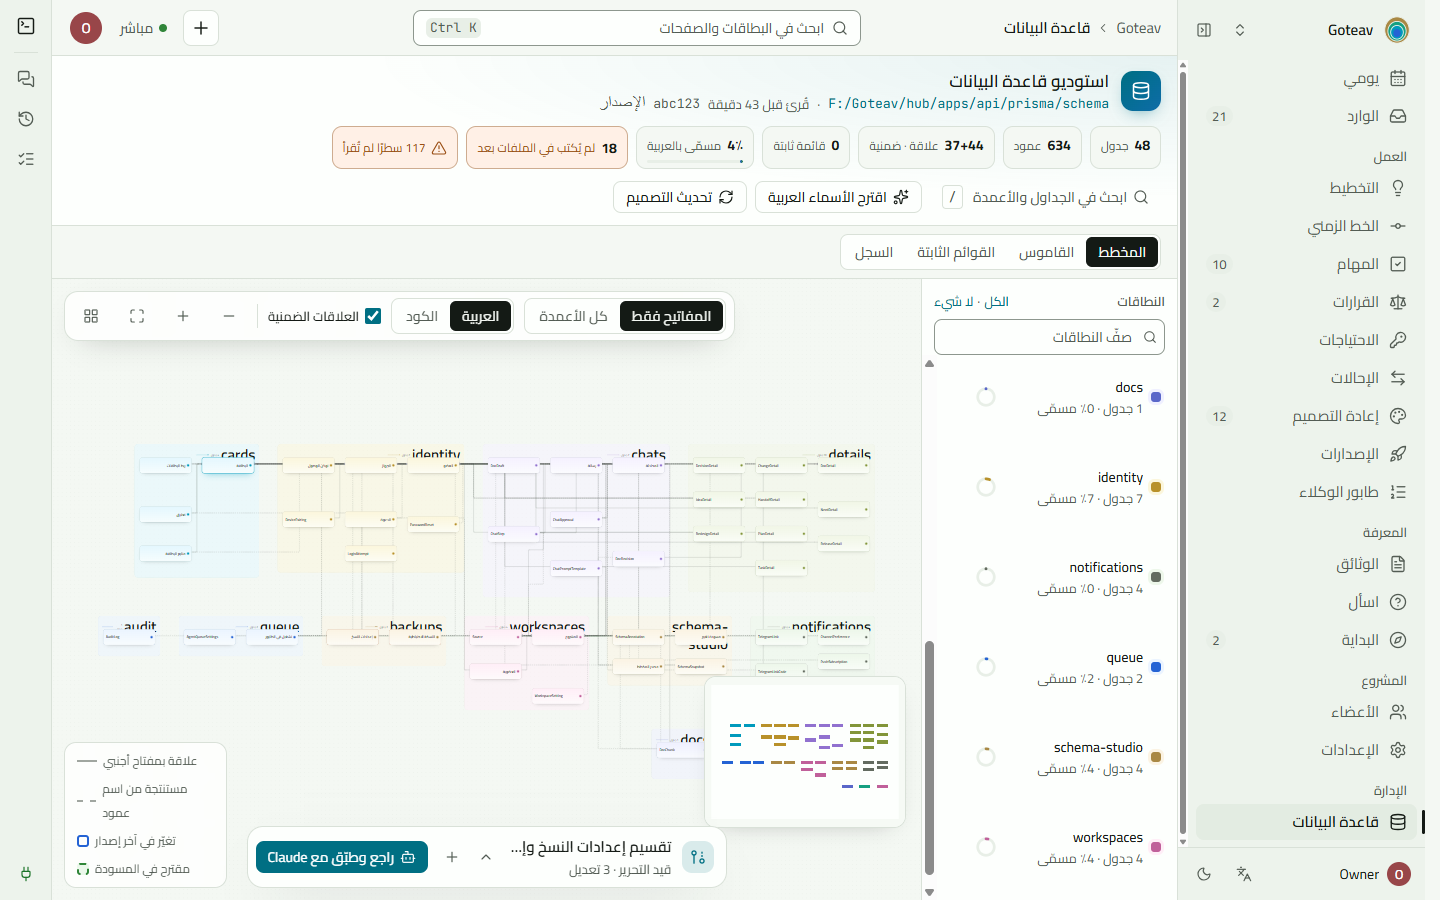 Goteav
يومي
الوارد 21
العمل
التخطيط
الخط الزمني
المهام 10
القرارات 2
الاحتياجات
الإحالات
إعادة التصميم 12
الإصدارات
طابور الوكلاء
المعرفة
الوثائق
اسأل
البداية 2
المشروع
الأعضاء
الإعدادات
الإدارة
قاعدة البيانات
Owner O
Goteav > قاعدة البيانات
ابحث في البطاقات والصفحات Ctrl K
مباشر
O
استوديو قاعدة البيانات
F:/Goteav/hub/apps/api/prisma/schema · قُرئ قبل 43 دقيقة abc123 الإصدار
48 جدول
634 عمود
37+44 علاقة · ضمنية
0 قائمة ثابتة
4٪ مسمّى بالعربية
18 لم يُكتب في الملفات بعد
117 سطرًا لم تُقرأ
ابحث في الجداول والأعمدة /
اقترح الأسماء العربية
تحديث التصميم
المخطط
القاموس
القوائم الثابتة
السجل
النطاقات
الكل · لا شيء
صفّ النطاقات
docs
1 جدول · 0٪ مسمّى
identity
7 جدول · 7٪ مسمّى
notifications
4 جدول · 0٪ مسمّى
queue
2 جدول · 2٪ مسمّى
schema-studio
4 جدول · 4٪ مسمّى
workspaces
4 جدول · 4٪ مسمّى
المفاتيح فقط
كل الأعمدة
العربية
الكود
العلاقات الضمنية
cards
identity
chats
details
audit
queue
backups
workspaces
schema-studio
notifications
docs
علاقة بمفتاح أجنبي
مستنتجة من اسم
عمود
تغيّر في آخر إصدار
مقترح في المسودة
تقسيم إعدادات النسخ وإ...
قيد التحرير · 3 تعديل
راجع وطبّق مع Claude